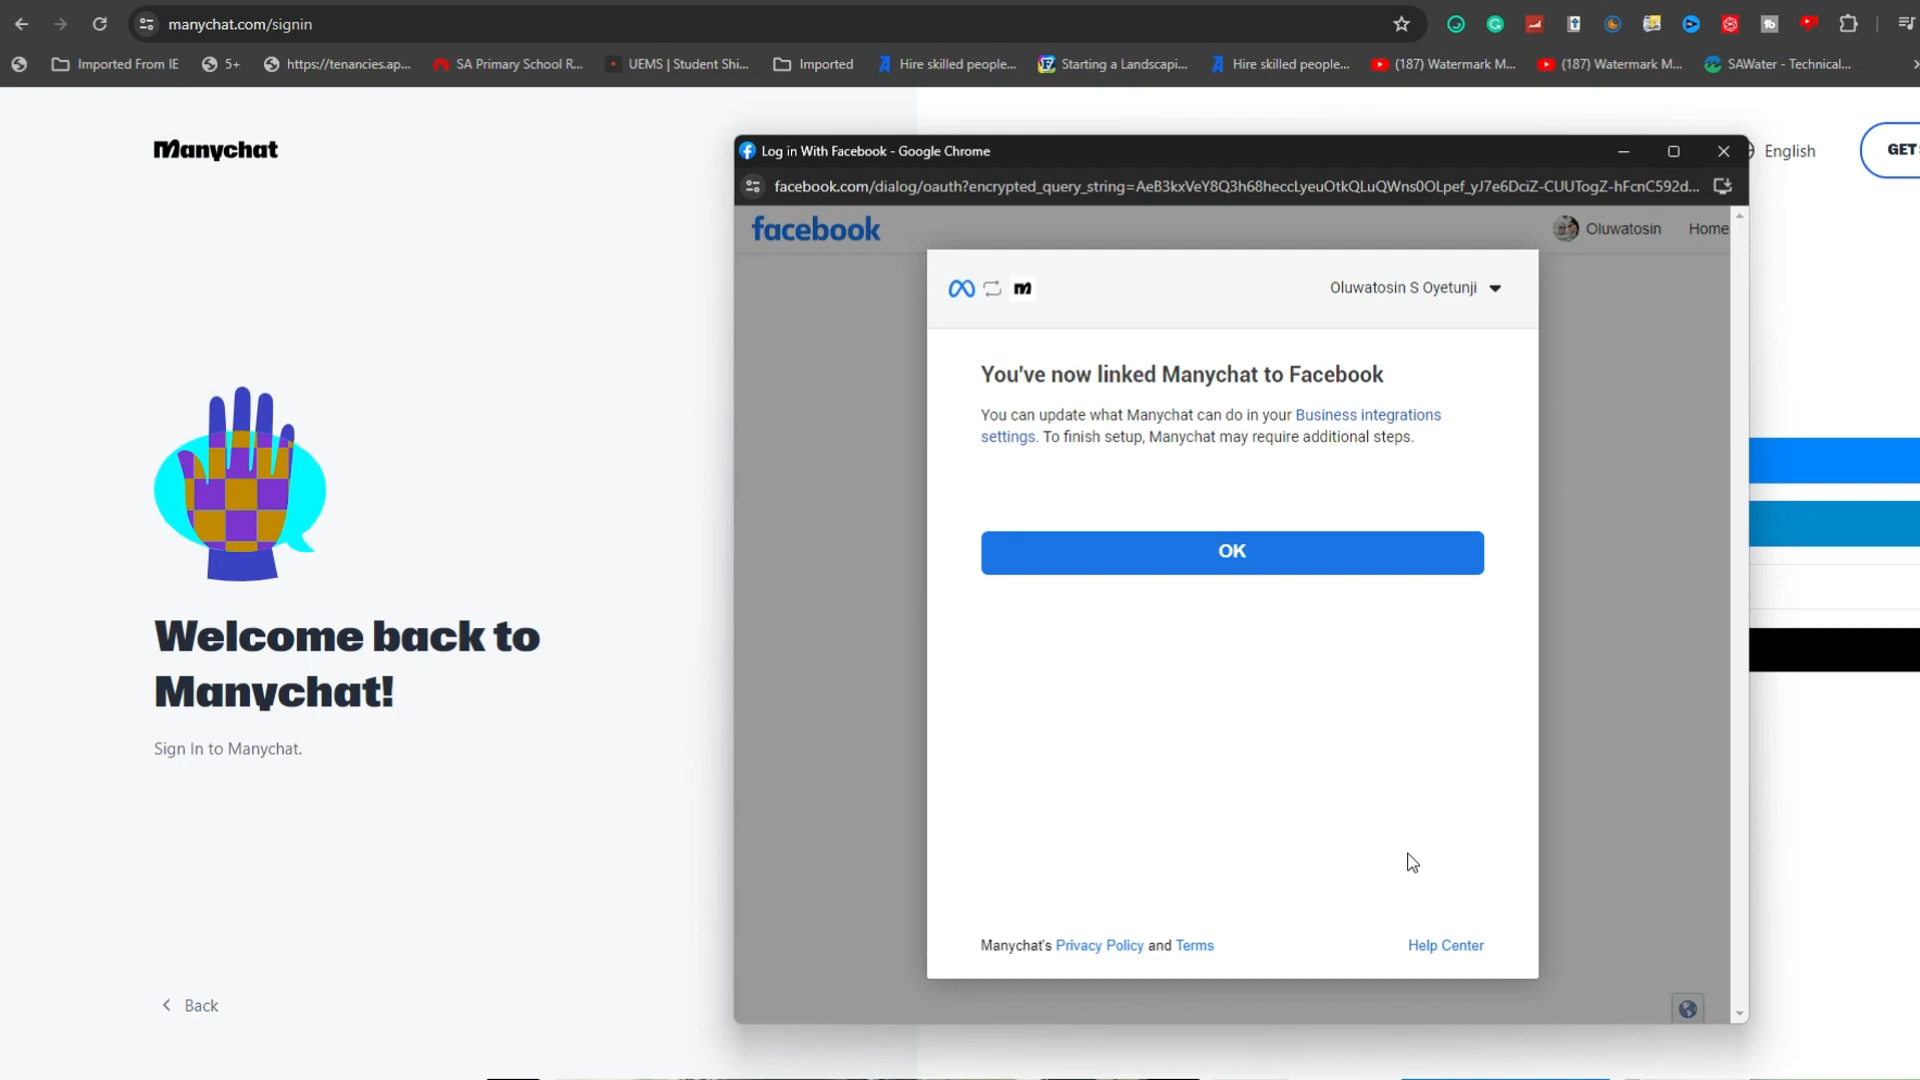 manychat.com/signin
Imported From IE
5+
https://tenancies.ap...
SA Primary School R...
UEMS | Student Shi...
Imported
Hire skilled people...
Starting a Landscapi...
Hire skilled people...
(187) Watermark M...
(187) Watermark M...
SAWater - Technical...
Manychat
Log in With Facebook - Google Chrome
English
facebook.com/dialog/oauth?encrypted_query_string=AeB3kxVeY8Q3h68heccLyeuOtkQLuQWns0OLpef_yJ7e6DciZ-CUUTogZ-hFcnC592d...
facebook
Oluwatosin
Home
Oluwatosin S Oyetunji
You've now linked Manychat to Facebook
You can update what Manychat can do in your Business integrations
settings. To finish setup, Manychat may require additional steps.
OK
Welcome back to
Manychat!
Sign In to Manychat.
Manychat's Privacy Policy and Terms
Help Center
Back